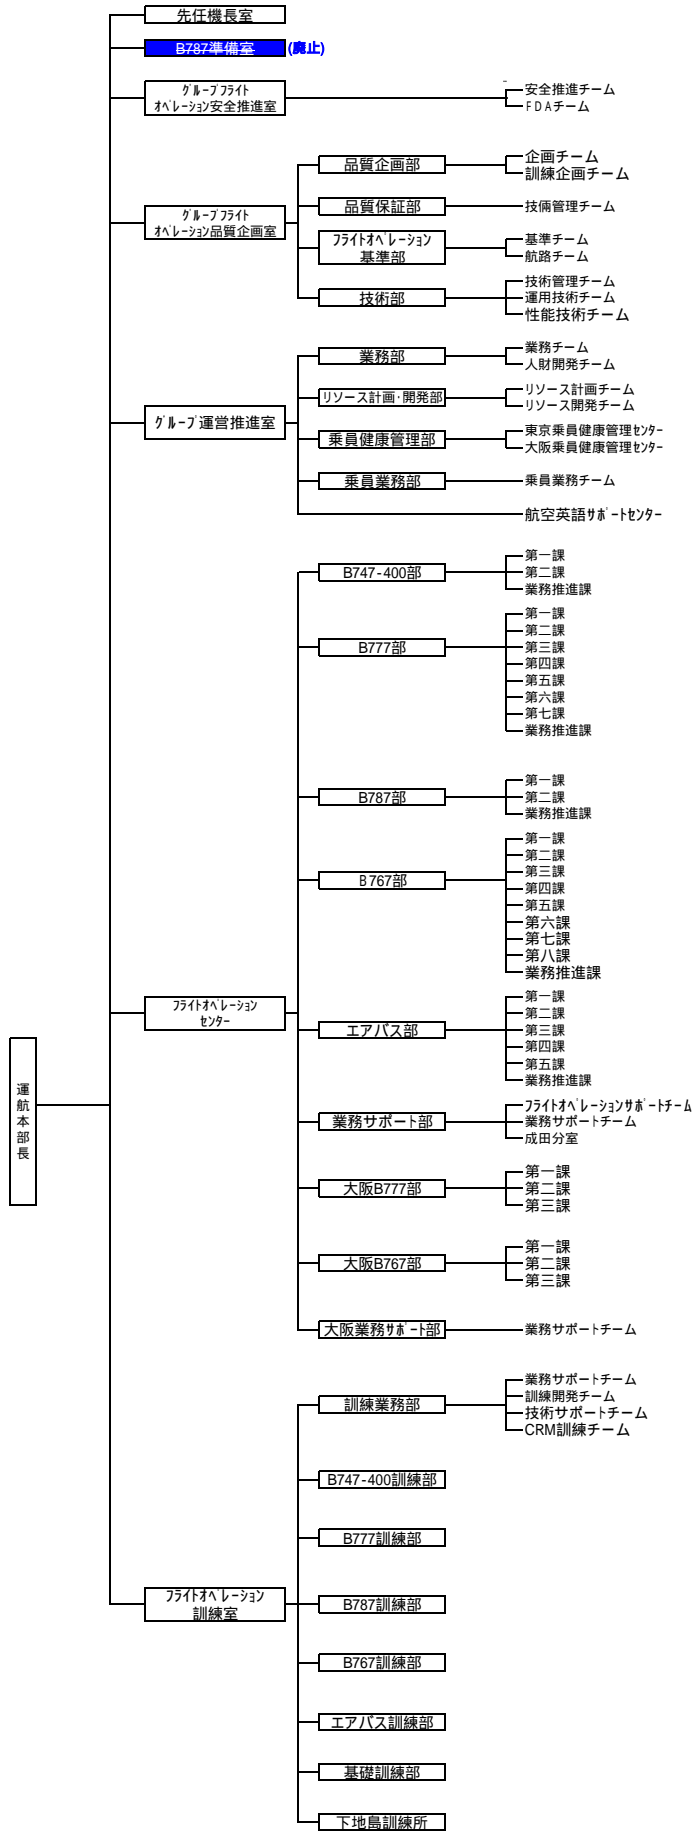 先任機長室
B787準備室 (廃止)
ｸﾞﾙｰﾌﾟﾌﾗｲﾄ
ｵﾍﾟﾚｰｼｮﾝ安全推進室
安全推進チーム
FDAチーム
ｸﾞﾙｰﾌﾟﾌﾗｲﾄ
ｵﾍﾟﾚｰｼｮﾝ品質企画室
品質企画部
企画チーム
訓練企画チーム
品質保証部
技倆管理チーム
ﾌﾗｲﾄｵﾍﾟﾚｰｼｮﾝ
基準部
基準チーム
航路チーム
技術部
技術管理チーム
運用技術チーム
性能技術チーム
ｸﾞﾙｰﾌﾟ運営推進室
業務部
業務チーム
人財開発チーム
リソース計画・開発部
リソース計画チーム
リソース開発チーム
乗員健康管理部
東京乗員健康管理ｾﾝﾀｰ
大阪乗員健康管理ｾﾝﾀｰ
乗員業務部
乗員業務チーム
航空英語ｻﾎﾟｰﾄｾﾝﾀｰ
ﾌﾗｲﾄｵﾍﾟﾚｰｼｮﾝ
ｾﾝﾀｰ
B747-400部
第一課
第二課
業務推進課
B777部
第一課
第二課
第三課
第四課
第五課
第六課
第七課
業務推進課
B787部
第一課
第二課
業務推進課
B767部
第一課
第二課
第三課
第四課
第五課
第六課
第七課
第八課
業務推進課
エアバス部
第一課
第二課
第三課
第四課
第五課
業務推進課
業務サポート部
ﾌﾗｲﾄｵﾍﾟﾚｰｼｮﾝｻﾎﾟｰﾄﾁｰﾑ
業務サポートチーム
成田分室
大阪B777部
第一課
第二課
第三課
大阪B767部
第一課
第二課
第三課
大阪業務ｻﾎﾟｰﾄ部
業務サポートチーム
運航本部長
ﾌﾗｲﾄｵﾍﾟﾚｰｼｮﾝ
訓練室
訓練業務部
業務サポートチーム
訓練開発チーム
技術サポートチーム
CRM訓練チーム
B747-400訓練部
B777訓練部
B787訓練部
B767訓練部
エアバス訓練部
基礎訓練部
下地島訓練所